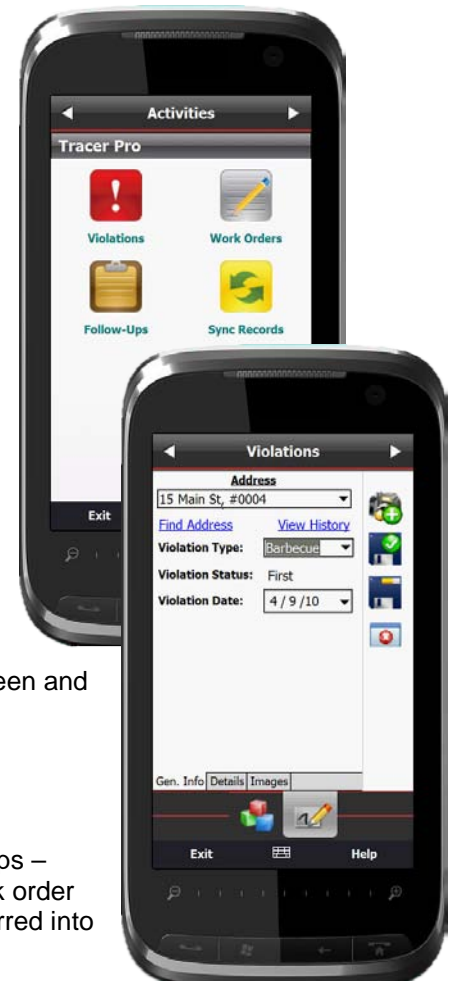 Activities
Tracer Pro
Violations Work Orders
Follow-Ups Sync Records
Exit
Violations
Address
15 Main St, #0004
Find Address View History
Violation Type: Barbecue
Violation Status: First
Violation Date: 4 / 9 /10
een and
Gen. Info Details Images
os –
k order
rred into
Exit Help